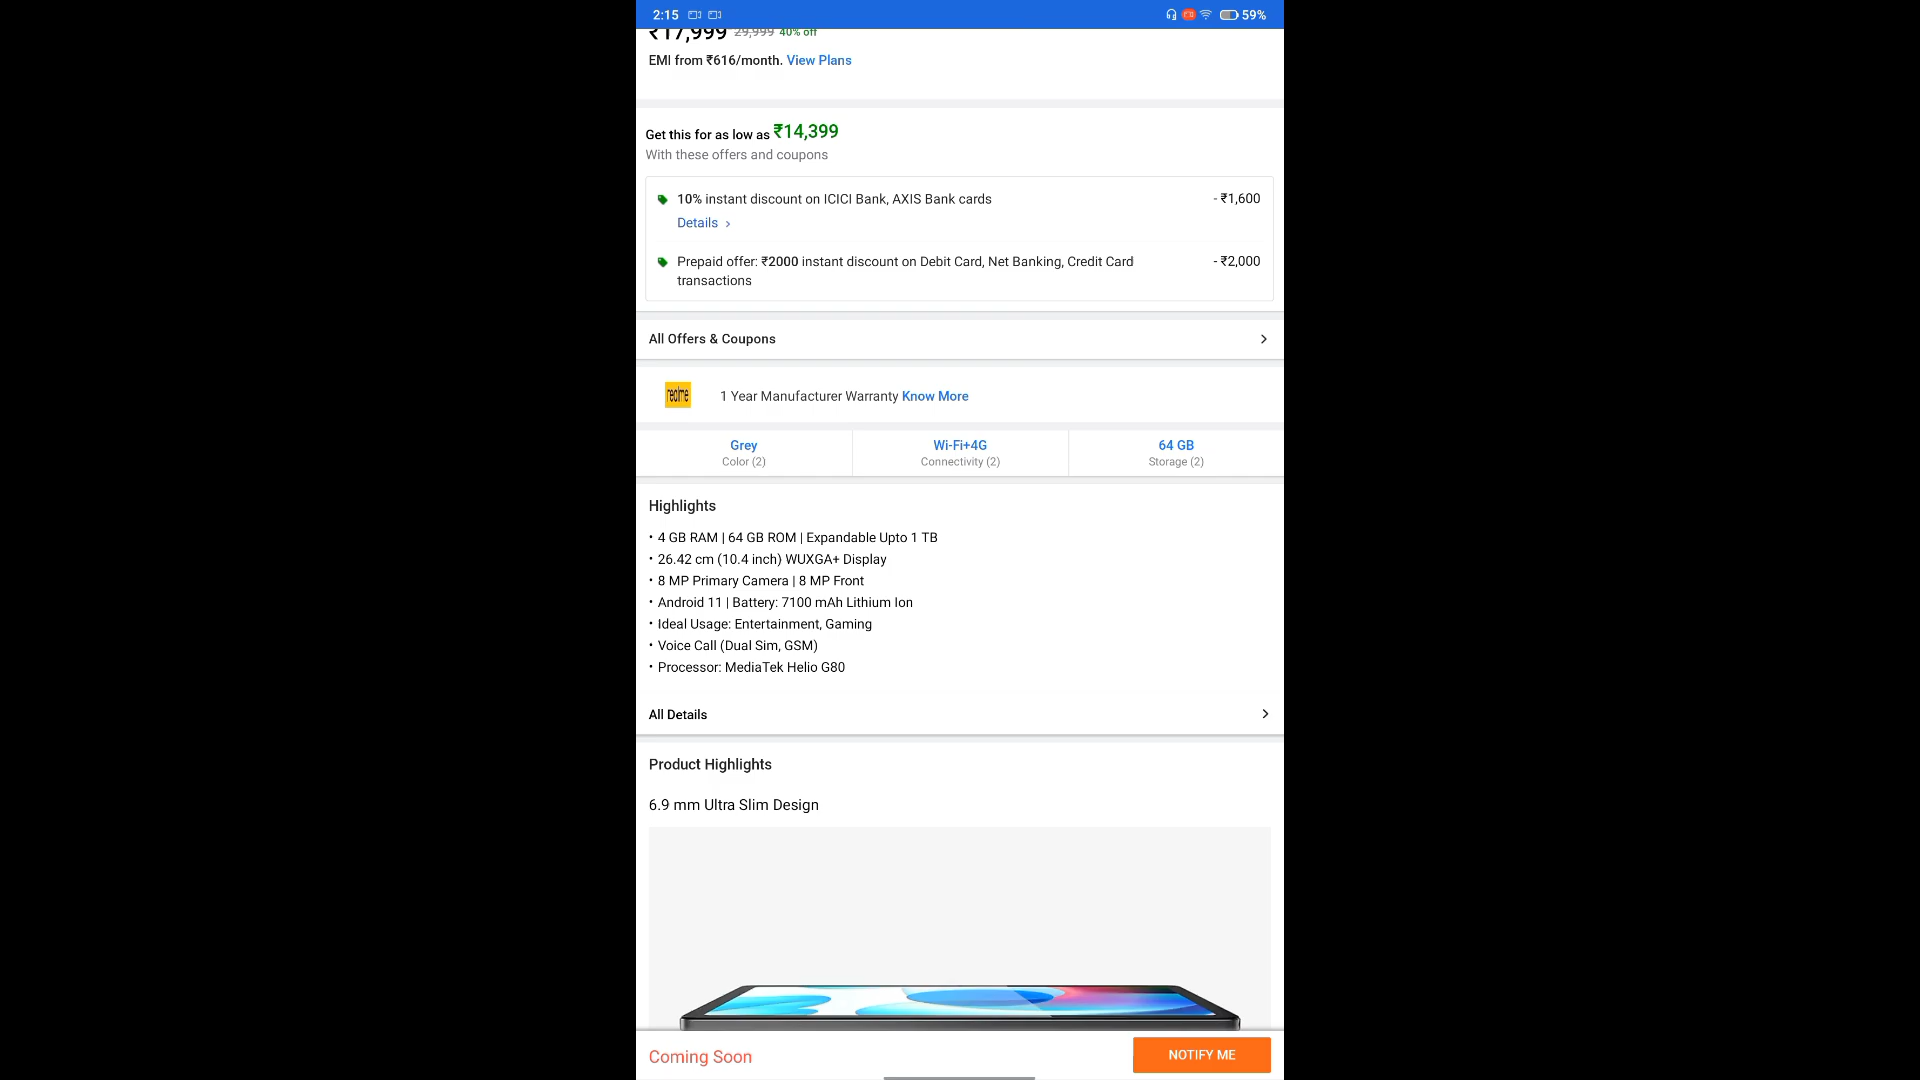 2:15 59%
₹17,999 29,999 40% off
EMI from ₹616/month. View Plans
Get this for as low as ₹14,399
With these offers and coupons
10% instant discount on ICICI Bank, AXIS Bank cards - ₹1,600
Details
Prepaid offer: ₹2000 instant discount on Debit Card, Net Banking, Credit Card - ₹2,000
transactions
All Offers & Coupons
realme 1 Year Manufacturer Warranty Know More
Grey Wi-Fi+4G 64 GB
Color (2) Connectivity (2) Storage (2)
Highlights
• 4 GB RAM | 64 GB ROM | Expandable Upto 1 TB
• 26.42 cm (10.4 inch) WUXGA+ Display
• 8 MP Primary Camera | 8 MP Front
• Android 11 | Battery: 7100 mAh Lithium Ion
• Ideal Usage: Entertainment, Gaming
• Voice Call (Dual Sim, GSM)
• Processor: MediaTek Helio G80
All Details
Product Highlights
6.9 mm Ultra Slim Design
Coming Soon NOTIFY ME